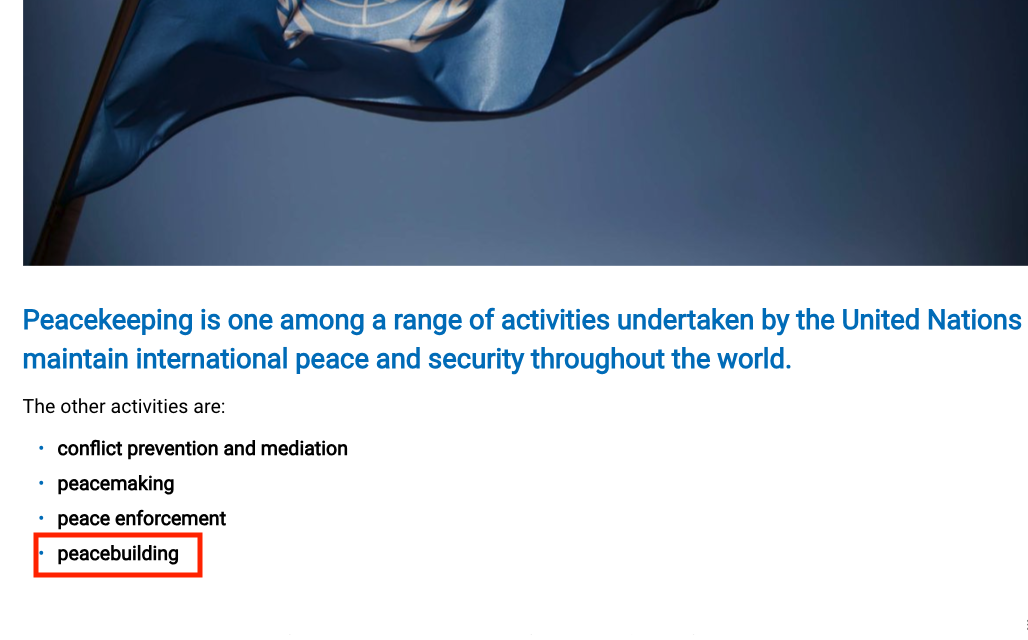 Peacekeeping is one among a range of activities undertaken by the United Nations
maintain international peace and security throughout the world.
The other activities are:
• conflict prevention and mediation
• peacemaking
• peace enforcement
• peacebuilding